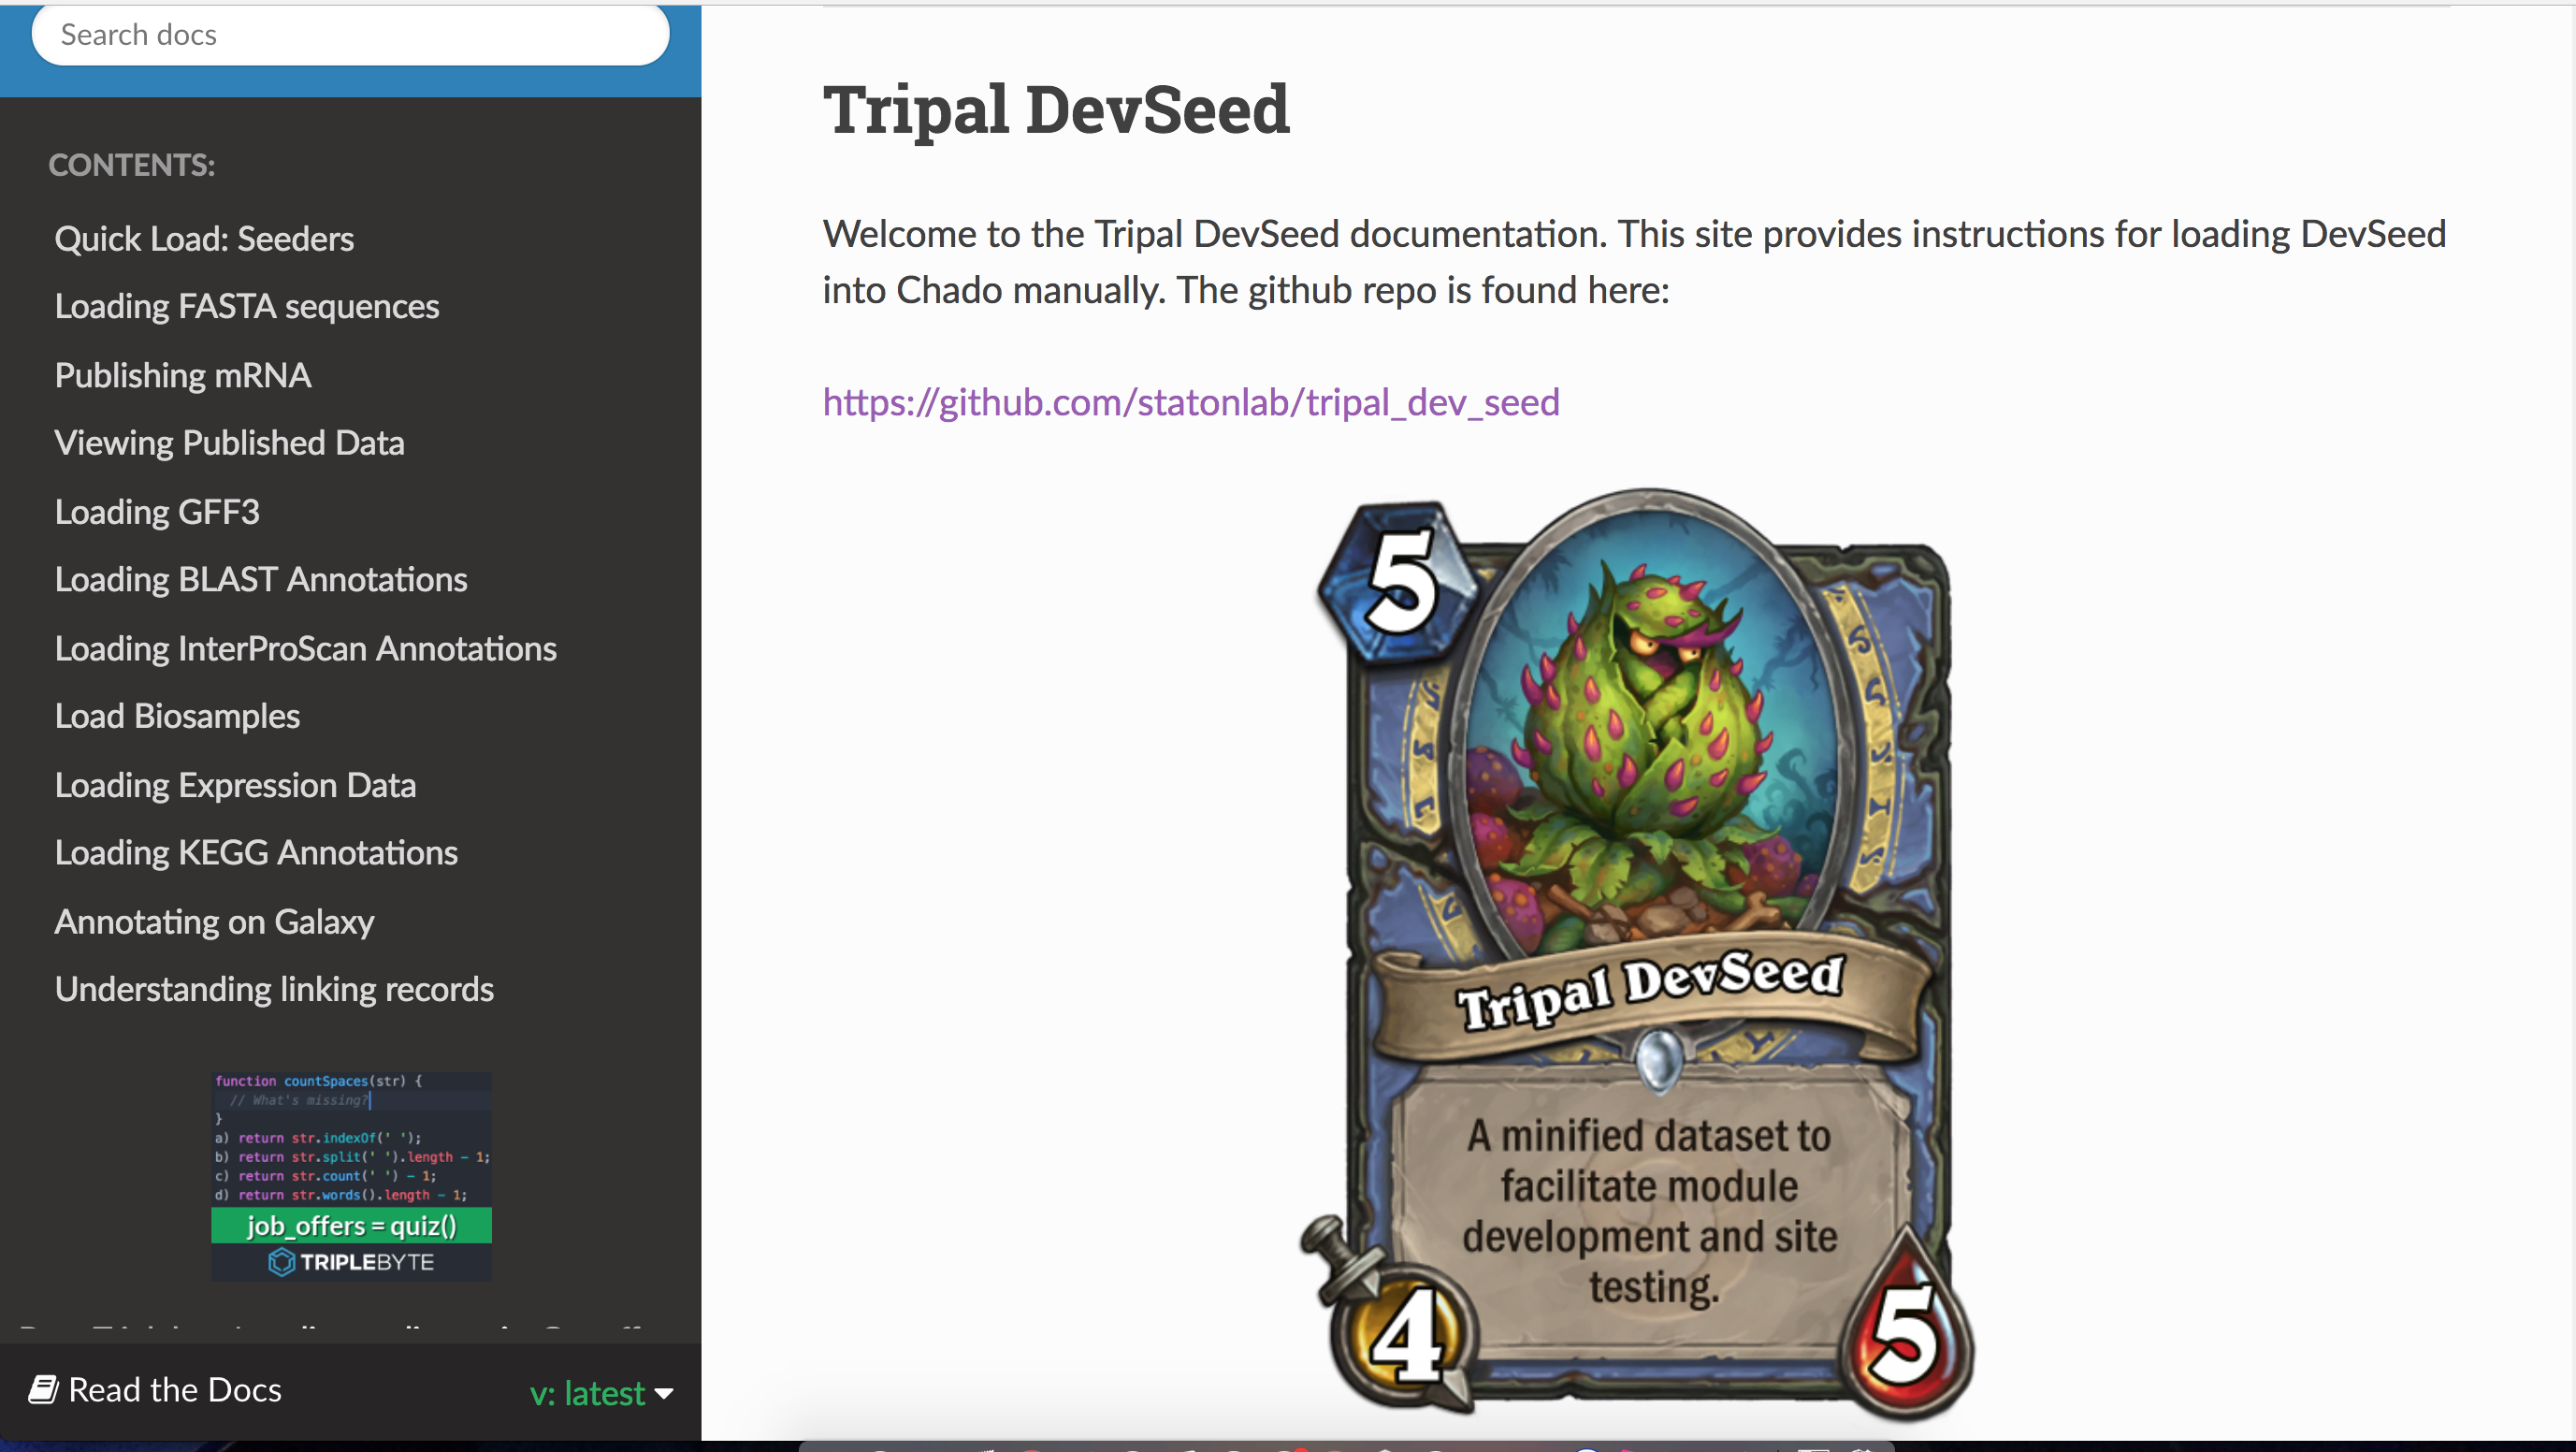 Search docs
CONTENTS:
Quick Load: Seeders
Loading FASTA sequences
Publishing mRNA
Viewing Published Data
Loading GFF3
Loading BLAST Annotations
Loading InterProScan Annotations
Load Biosamples
Loading Expression Data
Loading KEGG Annotations
Annotating on Galaxy
Understanding linking records
function countSpaces(str) {
// What's missing?
}
a) return str.indexOf(' ');
b) return str.split(' ').length - 1;
c) return str.count(' ') - 1;
d) return str.words().length - 1;
job_offers = quiz()
TRIPLEBYTE
Read the Docs
v: latest
Tripal DevSeed
Welcome to the Tripal DevSeed documentation. This site provides instructions for loading DevSeed
into Chado manually. The github repo is found here:
https://github.com/statonlab/tripal_dev_seed
5
Tripal DevSeed
A minified dataset to
facilitate module
development and site
testing.
4
5